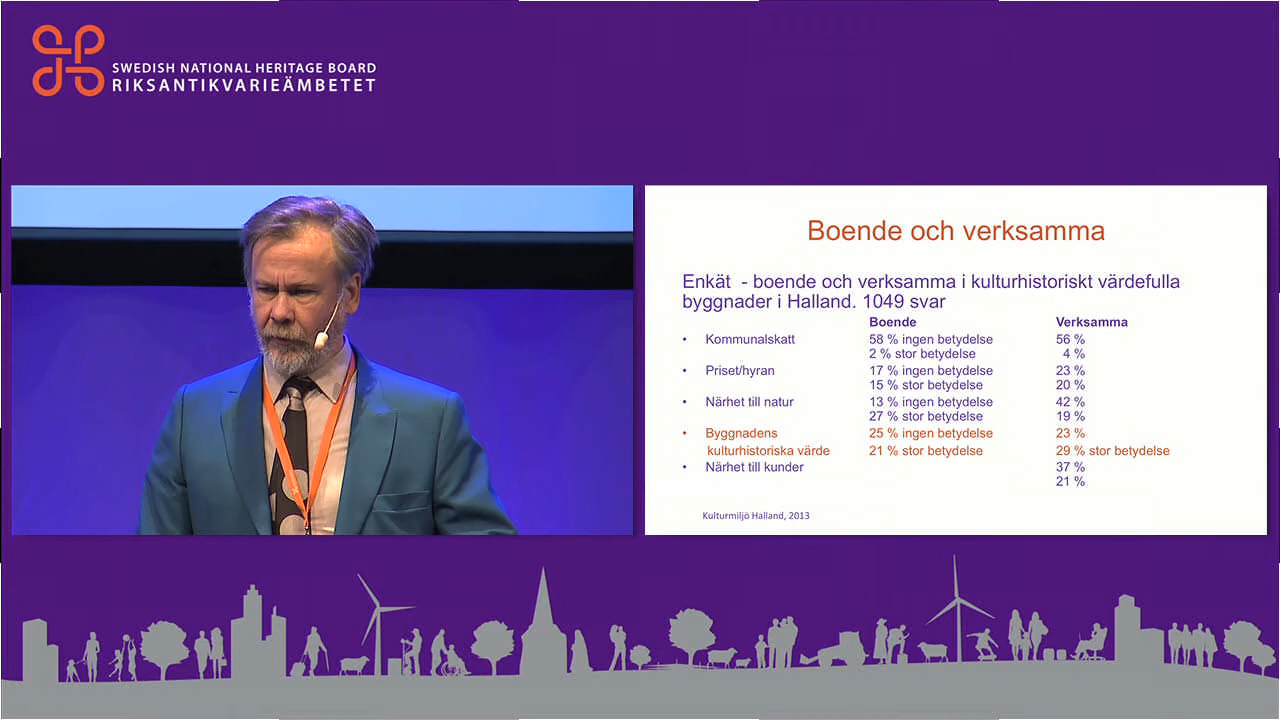 SWEDISH NATIONAL HERITAGE BOARD
RIKSANTIKVARIEÄMBETET
Boende och verksamma
Enkät - boende och verksamma i kulturhistoriskt värdefulla
byggnader i Halland. 1049 svar
Boende Verksamma
• Kommunalskatt 58 % ingen betydelse 56 %
2 % stor betydelse 4 %
• Priset/hyran 17 % ingen betydelse 23 %
15 % stor betydelse 20 %
• Närhet till natur 13 % ingen betydelse 42 %
27 % stor betydelse 19 %
• Byggnadens 25 % ingen betydelse 23 %
kulturhistoriska värde 21 % stor betydelse 29 % stor betydelse
• Närhet till kunder 37 %
21 %
Kulturmiljö Halland, 2013